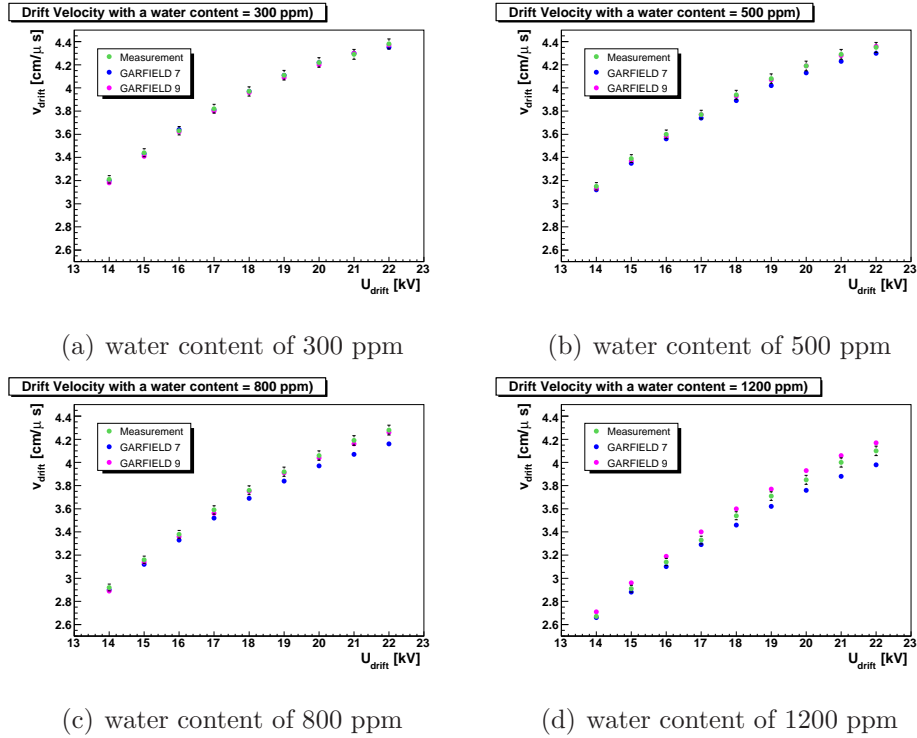 Drift Velocity with a water content = 300 ppm)
v_drift [cm/μ s]
4.4
4.2
4
3.8
3.6
3.4
3.2
3
2.8
2.6
Measurement
GARFIELD 7
GARFIELD 9
13 14 15 16 17 18 19 20 21 22 23
U_drift [kV]
(a) water content of 300 ppm
Drift Velocity with a water content = 500 ppm)
v_drift [cm/μ s]
4.4
4.2
4
3.8
3.6
3.4
3.2
3
2.8
2.6
Measurement
GARFIELD 7
GARFIELD 9
13 14 15 16 17 18 19 20 21 22 23
U_drift [kV]
(b) water content of 500 ppm
Drift Velocity with a water content = 800 ppm)
v_drift [cm/μ s]
4.4
4.2
4
3.8
3.6
3.4
3.2
3
2.8
2.6
Measurement
GARFIELD 7
GARFIELD 9
13 14 15 16 17 18 19 20 21 22 23
U_drift [kV]
(c) water content of 800 ppm
Drift Velocity with a water content = 1200 ppm)
v_drift [cm/μ s]
4.4
4.2
4
3.8
3.6
3.4
3.2
3
2.8
2.6
Measurement
GARFIELD 7
GARFIELD 9
13 14 15 16 17 18 19 20 21 22 23
U_drift [kV]
(d) water content of 1200 ppm